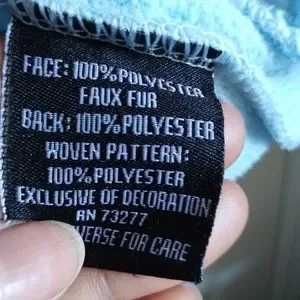 FACE: 100% POLYESTER
FAUX FUR
BACK: 100% POLYESTER
WOVEN PATTERN:
100% POLYESTER
EXCLUSIVE OF DECORATION
RN 73277
FOR CARE